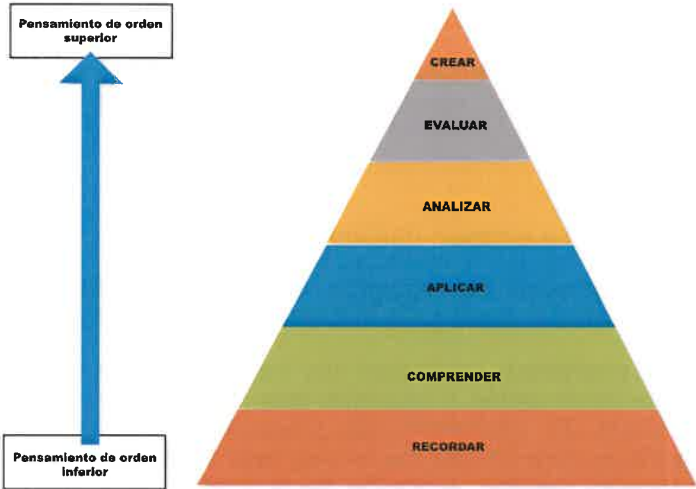 Pensamiento de orden
superior
CREAR
EVALUAR
ANALIZAR
APLICAR
COMPRENDER
RECORDAR
Pensamiento de orden
inferior